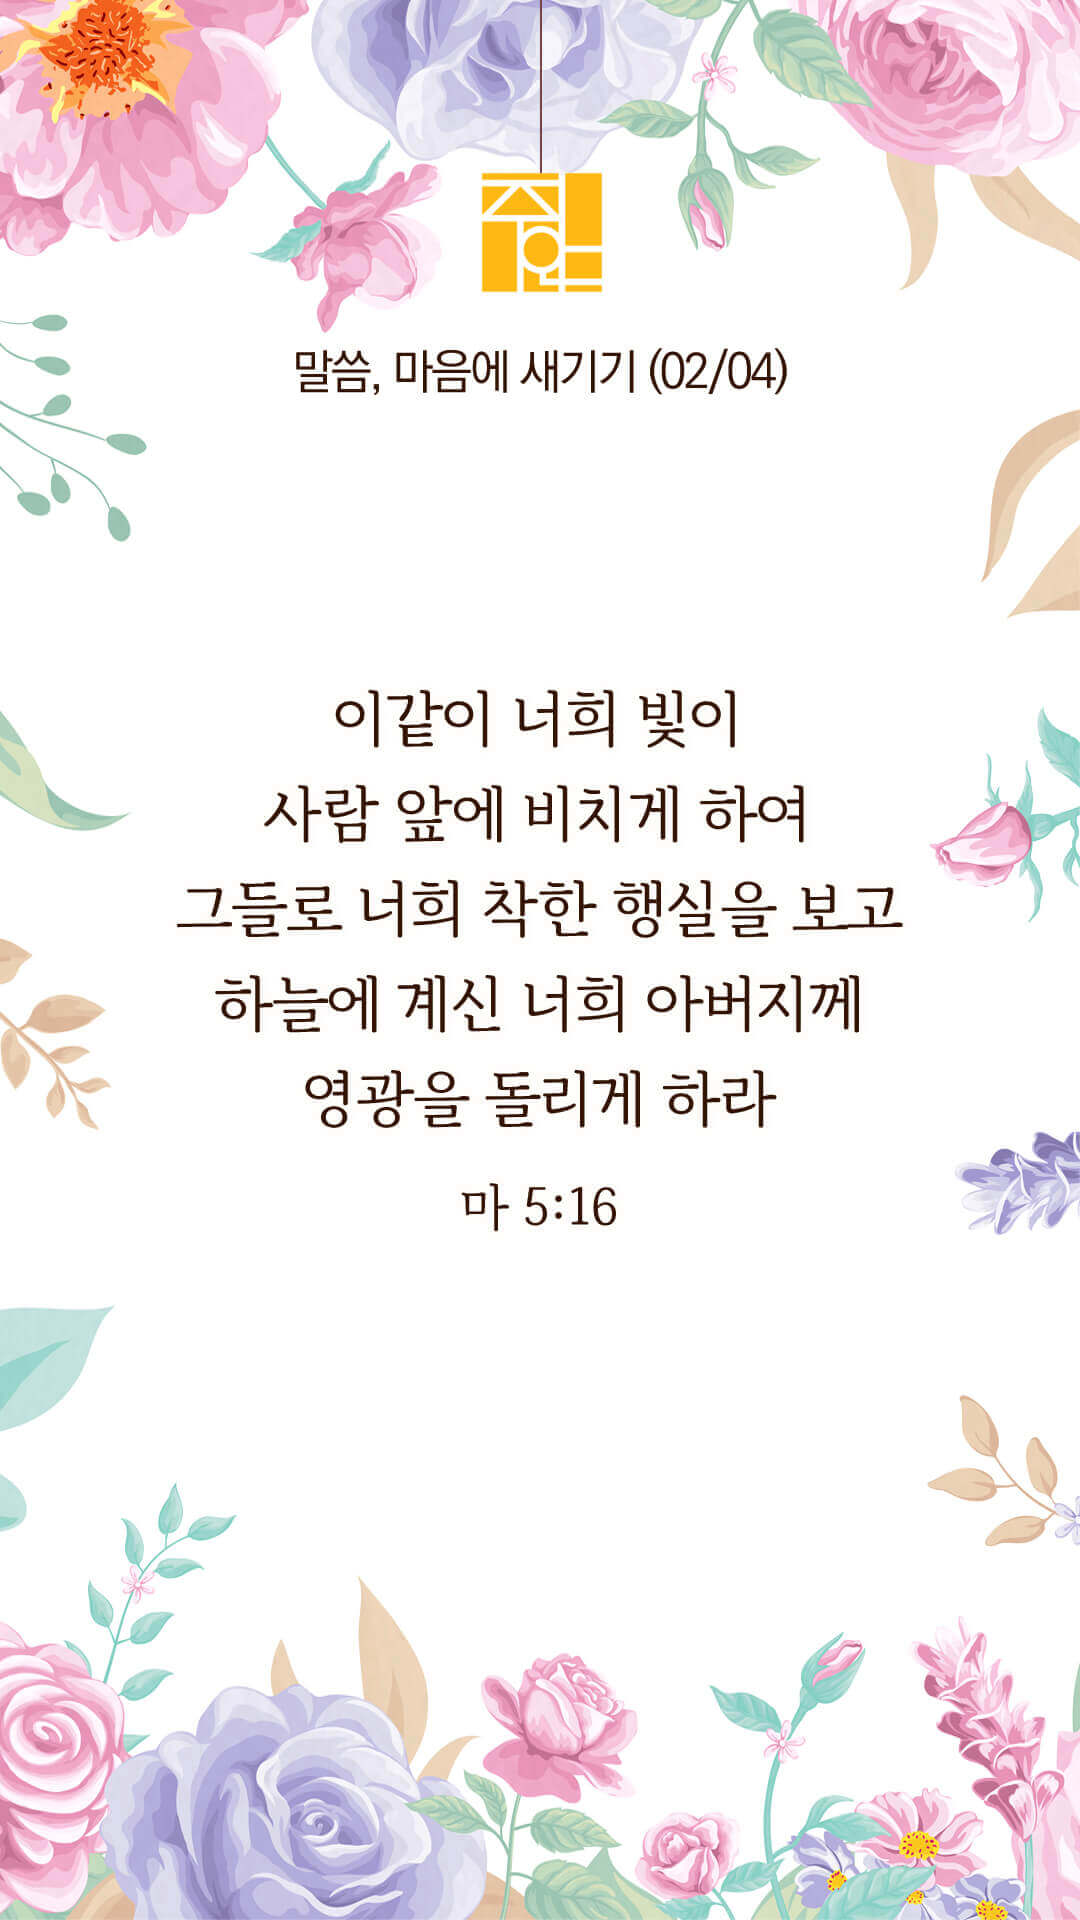 말씀, 마음에 새기기 (02/04)
이같이 너희 빛이
사람 앞에 비치게 하여
그들로 너희 착한 행실을 보고
하늘에 계신 너희 아버지께
영광을 돌리게 하라
마 5:16